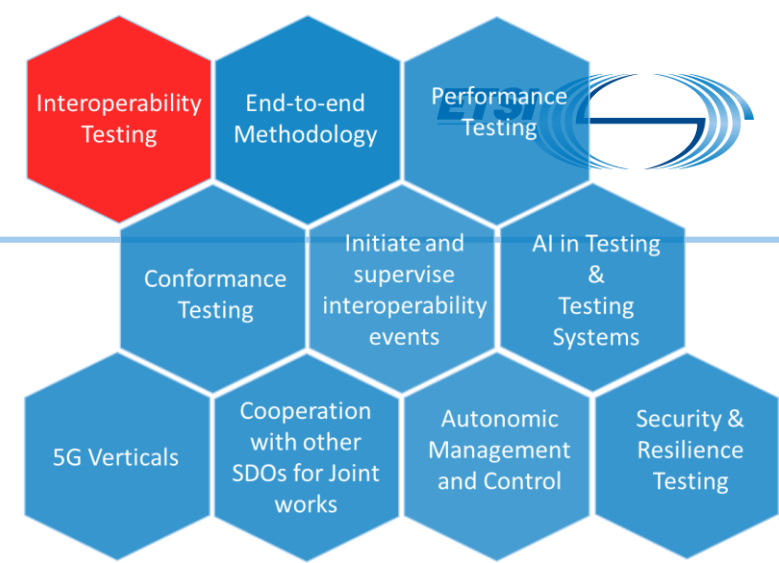 Interoperability
Testing
End-to-end
Methodology
Performance
Testing
ETSI
Conformance
Testing
Initiate and
supervise
interoperability
events
AI in Testing
&
Testing
Systems
5G Verticals
Cooperation
with other
SDOs for Joint
works
Autonomic
Management
and Control
Security &
Resilience
Testing